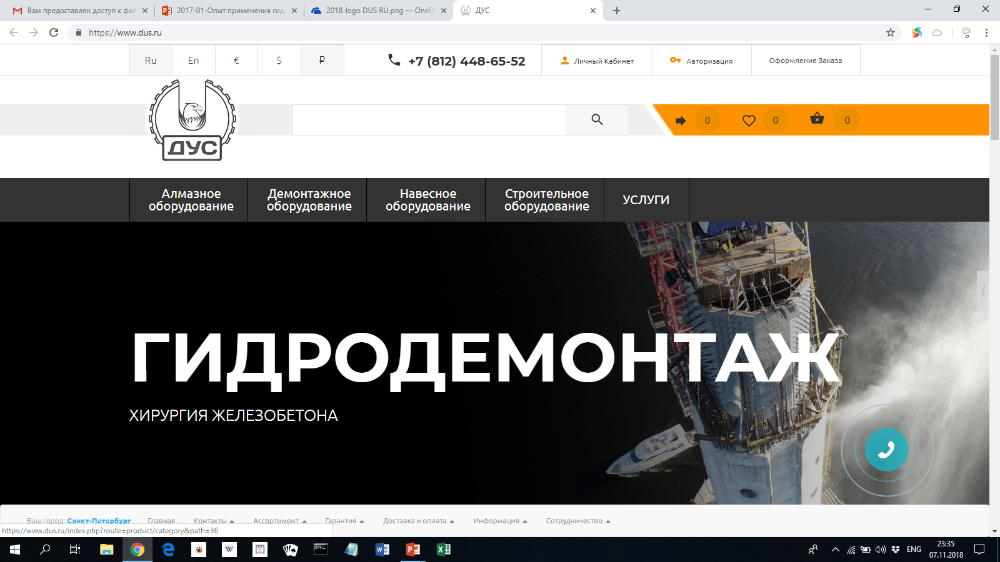 Вам предоставлен доступ к фай
2017-01-Опыт применения гид
2018-logo DUS RU.png — OneD
ДУС
https://www.dus.ru
Ru
En
€
$
₽
+7 (812) 448-65-52
Личный Кабинет
Авторизация
Оформление Заказа
ДУС
0
0
0
Алмазное
оборудование
Демонтажное
оборудование
Навесное
оборудование
Строительное
оборудование
УСЛУГИ
ГИДРОДЕМОНТАЖ
ХИРУРГИЯ ЖЕЛЕЗОБЕТОНА
Ваш город: Санкт-Петербург
Главная
Контакты
Ассортимент
Гарантия
Доставка и оплата
Информация
Сотрудничество
https://www.dus.ru/index.php?route=product/category&path=36
ENG
23:35
07.11.2018